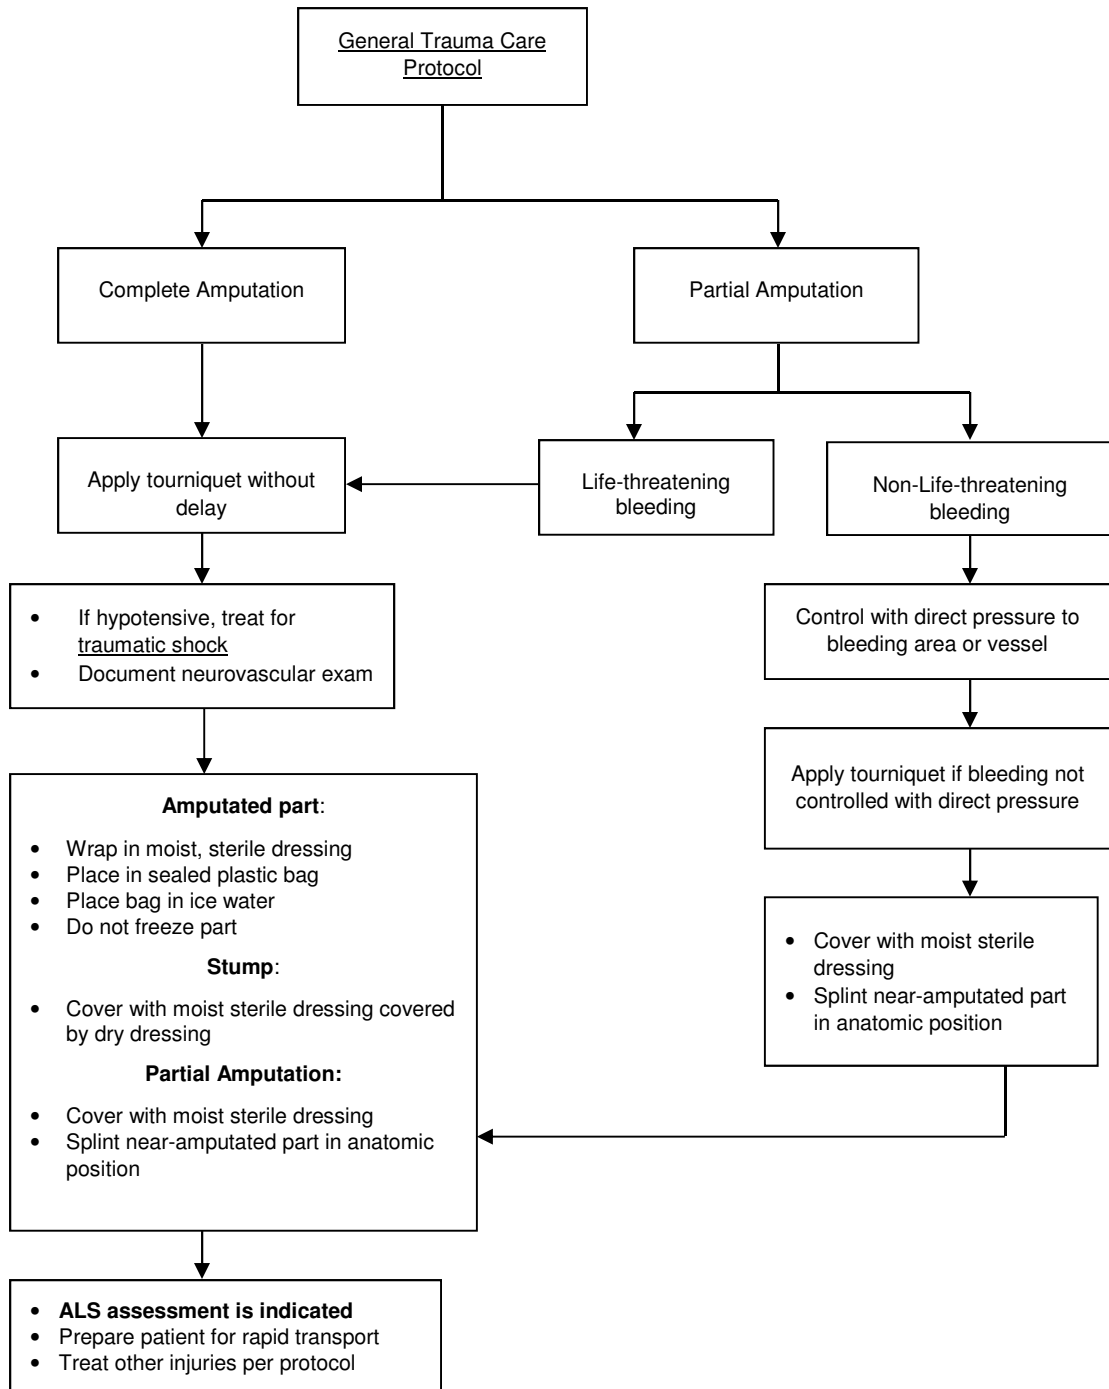 General Trauma Care
Protocol
Complete Amputation
Partial Amputation
Apply tourniquet without
delay
Life-threatening
bleeding
Non-Life-threatening
bleeding
• If hypotensive, treat for
traumatic shock
• Document neurovascular exam
Control with direct pressure to
bleeding area or vessel
Apply tourniquet if bleeding not
controlled with direct pressure
• Cover with moist sterile
dressing
• Splint near-amputated part
in anatomic position
Amputated part:
• Wrap in moist, sterile dressing
• Place in sealed plastic bag
• Place bag in ice water
• Do not freeze part
Stump:
• Cover with moist sterile dressing covered
by dry dressing
Partial Amputation:
• Cover with moist sterile dressing
• Splint near-amputated part in anatomic
position
• ALS assessment is indicated
• Prepare patient for rapid transport
• Treat other injuries per protocol